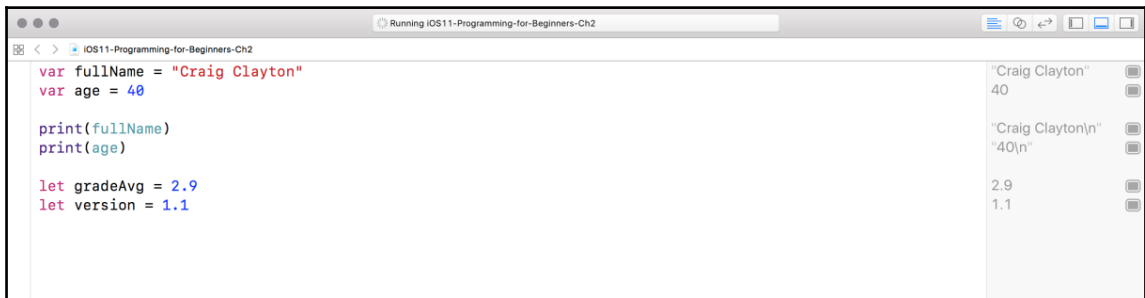 Running iOS11-Programming-for-Beginners-Ch2
iOS11-Programming-for-Beginners-Ch2
var fullName = "Craig Clayton" "Craig Clayton"
var age = 40 40
print(fullName) "Craig Clayton\n"
print(age) "40\n"
let gradeAvg = 2.9 2.9
let version = 1.1 1.1